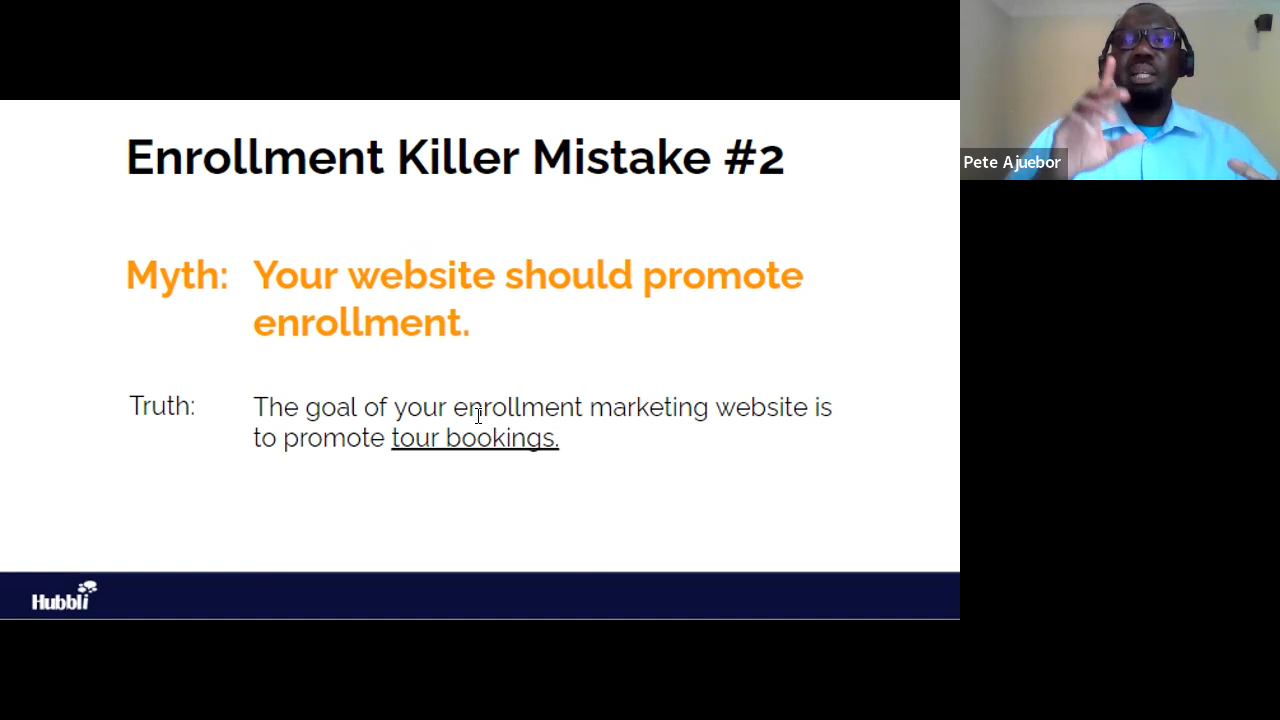 Enrollment Killer Mistake #2
Myth: Your website should promote
enrollment.
Truth: The goal of your enrollment marketing website is
to promote tour bookings.
Hubbli
Pete Ajuebor